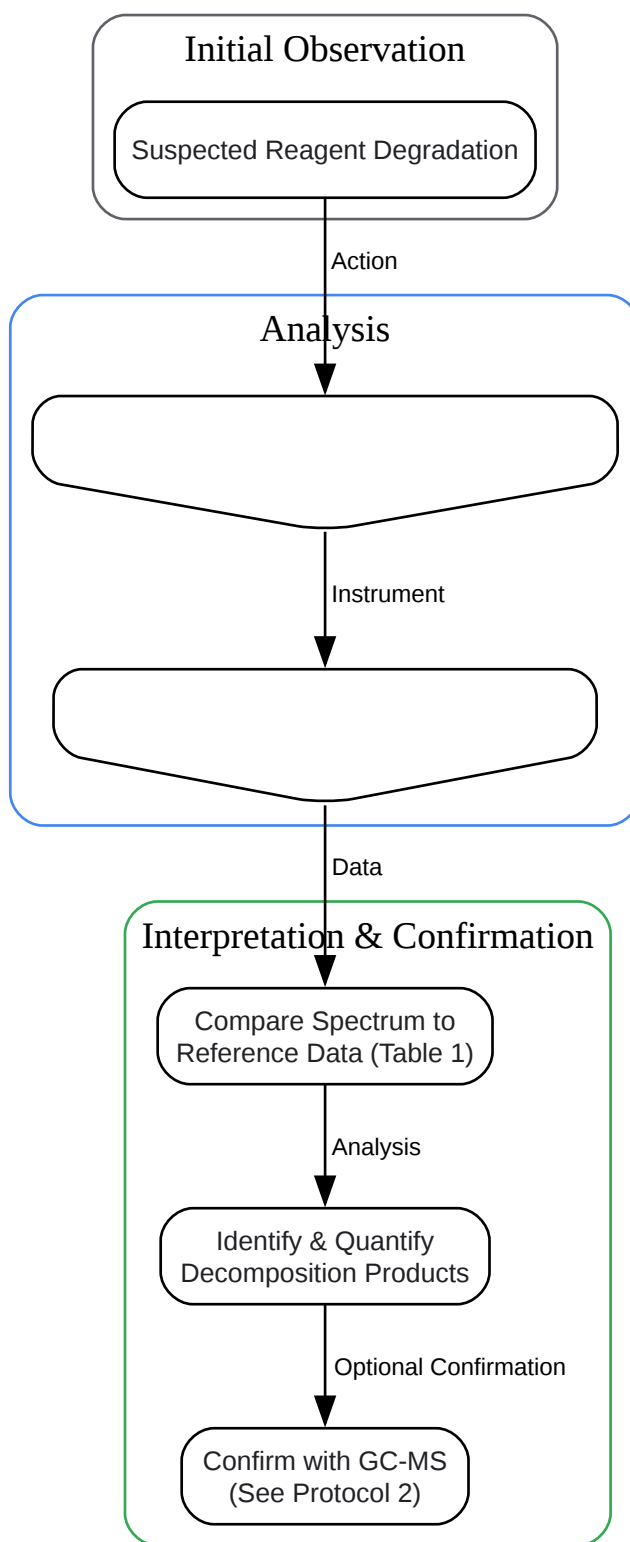 Initial Observation
Suspected Reagent Degradation
Action
Analysis
Instrument
Data
Interpretation & Confirmation
Compare Spectrum to
Reference Data (Table 1)
Analysis
Identify & Quantify
Decomposition Products
Optional Confirmation
Confirm with GC-MS
(See Protocol 2)